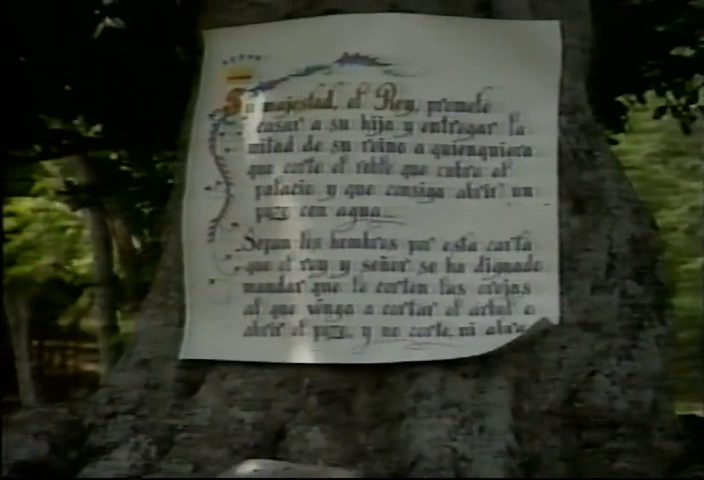 Su majestad, el Rey, promete
casar a su hija y entregar la
mitad de su reino a quienquiera
que corte el roble que cubre al
palacio y que consiga abrir un
pozo con agua
Sepan los hombres por esta carta
que el rey y señor se ha dignado
mandar que le corten las orejas
al que venga a cortar el árbol o
abrir el pozo, y no corte, ni abra